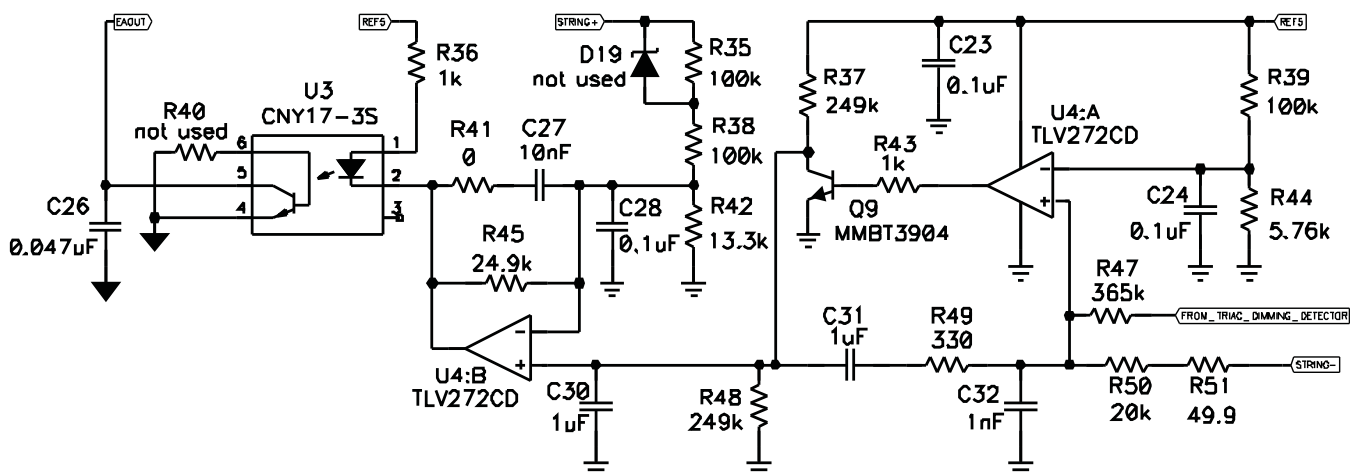 EAOUT
REF5
STRING+
REF5
R36
1k
D19
not used
R35
100k
C23
0.1uF
R37
249k
R39
100k
U3
CNY17-3S
R40
not used
6
5
4
1
2
3
R41
0
C27
10nF
R38
100k
U4:A
TLV272CD
R43
1k
-
+
Q9
MMBT3904
C26
0.047uF
C28
0.1uF
R42
13.3k
C24
0.1uF
R44
5.76k
R45
24.9k
R47
365k
FROM_TRIAC_DIMMING_DETECTOR
-
+
U4:B
TLV272CD
C31
1uF
R49
330
STRING-
R50
20k
R51
49.9
C30
1uF
R48
249k
C32
1nF